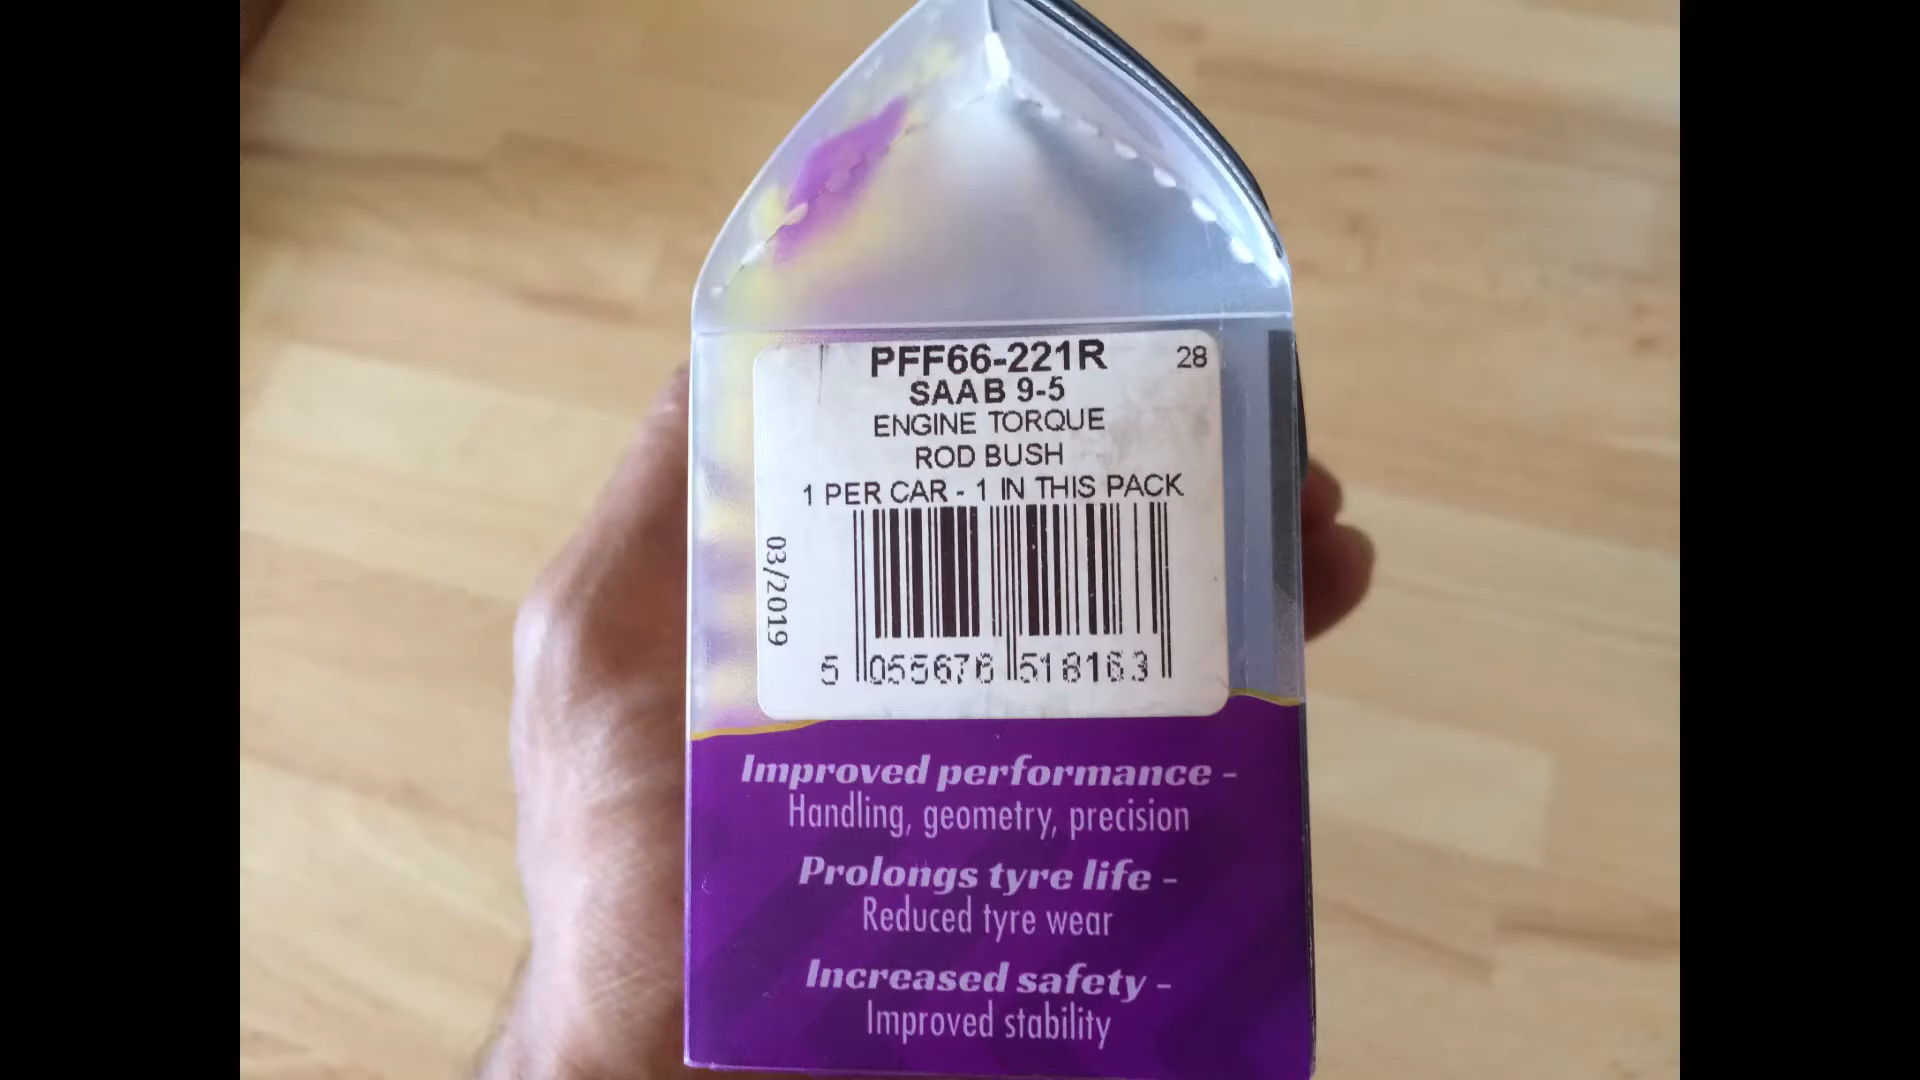 PFF66-221R 28
SAAB 9-5
ENGINE TORQUE
ROD BUSH
1 PER CAR - 1 IN THIS PACK
03/2019
5 055676 518163
Improved performance -
Handling, geometry, precision
Prolongs tyre life -
Reduced tyre wear
Increased safety -
Improved stability